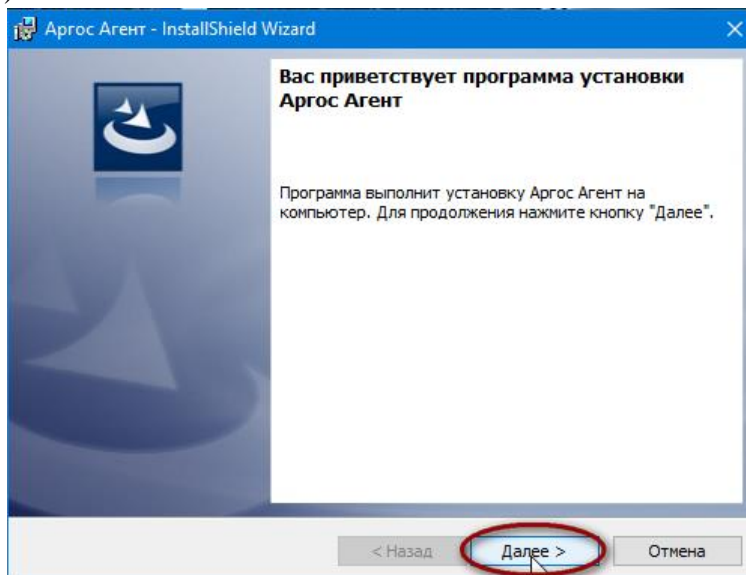 Аргос Агент - InstallShield Wizard
Вас приветствует программа установки
Аргос Агент
Программа выполнит установку Аргос Агент на
компьютер. Для продолжения нажмите кнопку "Далее".
< Назад
Далее >
Отмена